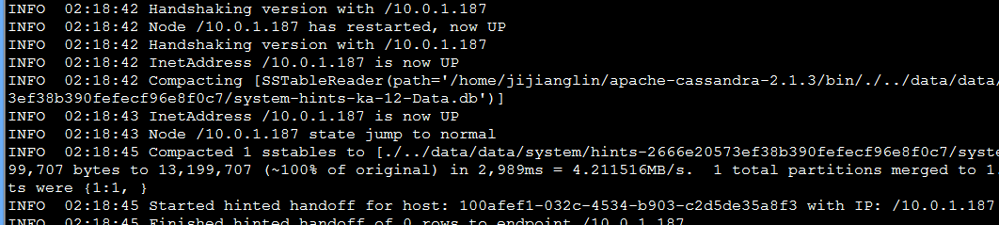 INFO  02:18:42 Handshaking version with /10.0.1.187
INFO  02:18:42 Node /10.0.1.187 has restarted, now UP
INFO  02:18:42 Handshaking version with /10.0.1.187
INFO  02:18:42 InetAddress /10.0.1.187 is now UP
INFO  02:18:42 Compacting [SSTableReader(path='/home/jijianglin/apache-cassandra-2.1.3/bin/./../data/data/
3ef38b390fefecf96e8f0c7/system-hints-ka-12-Data.db')]
INFO  02:18:43 InetAddress /10.0.1.187 is now UP
INFO  02:18:43 Node /10.0.1.187 state jump to normal
INFO  02:18:45 Compacted 1 sstables to [./../data/data/system/hints-2666e20573ef38b390fefecf96e8f0c7/syste
99,707 bytes to 13,199,707 (~100% of original) in 2,989ms = 4.211516MB/s.  1 total partitions merged to 1
ts were {1:1, }
INFO  02:18:45 Started hinted handoff for host: 100afef1-032c-4534-b903-c2d5de35a8f3 with IP: /10.0.1.187
INFO  02:18:45 Finished hinted handoff of 0 rows to endpoint /10.0.1.187